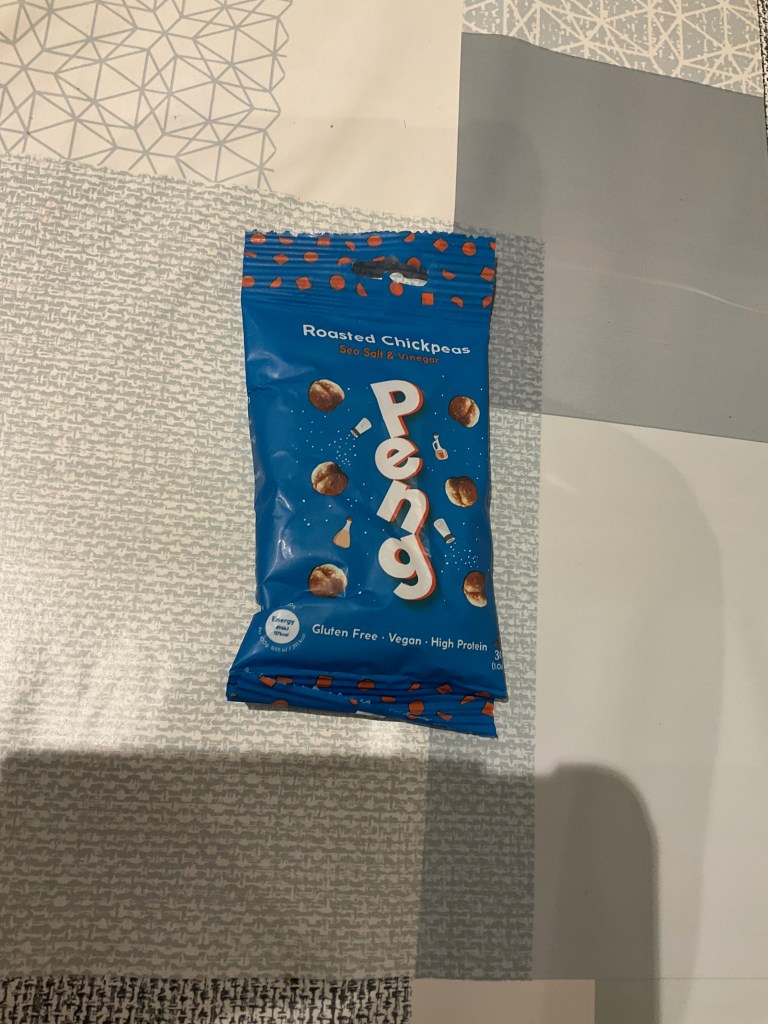 Roasted Chickpeas
Sea Salt & Vinegar
Peng
Energy
Gluten Free · Vegan · High Protein